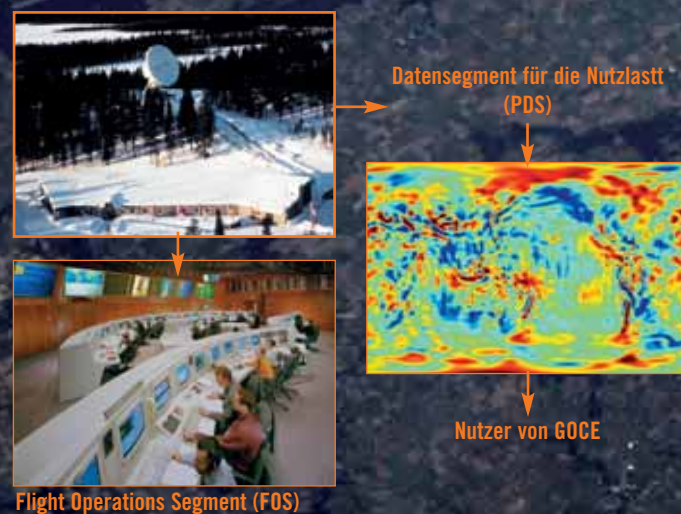 Datensegment für die Nutzlastt
(PDS)
Nutzer von GOCE
Flight Operations Segment (FOS)